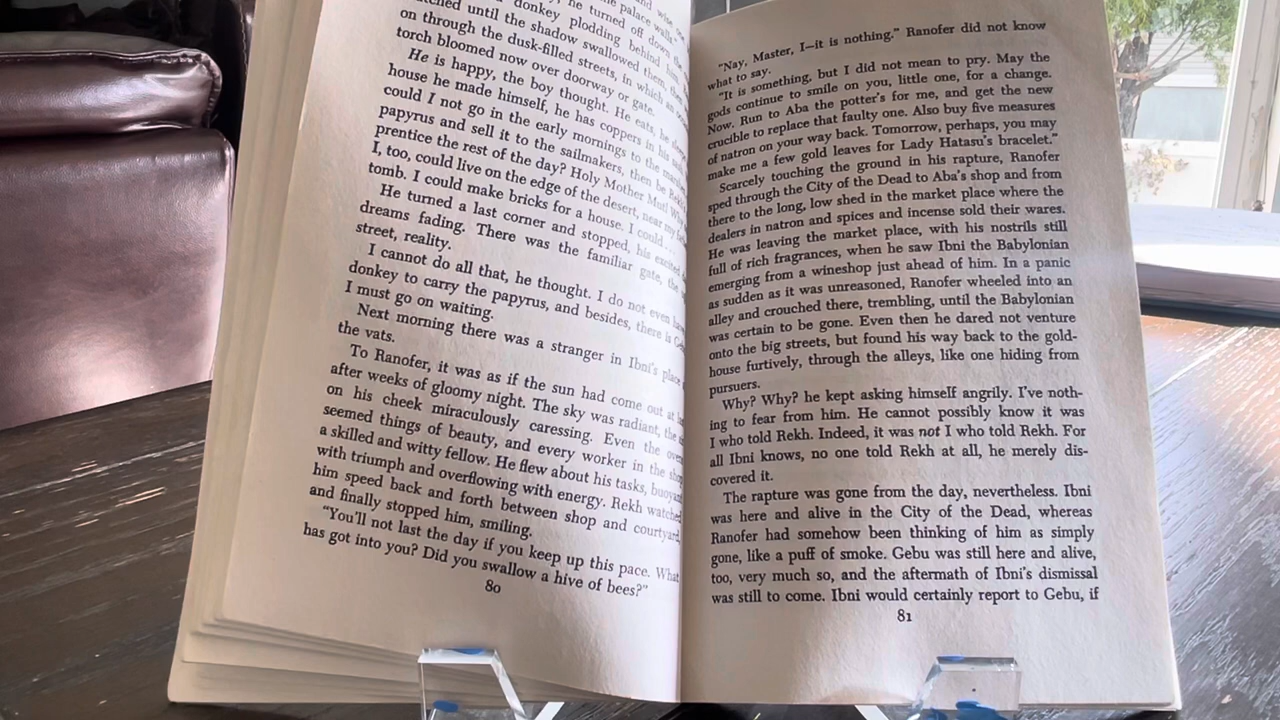 and wise
the palace walls
he turned off down the
donkey plodding behind him
until the shadow swallowed them, then
on through the dusk-filled streets, in which an
torch bloomed now over doorway or gate.
He is happy, the boy thought. He eats, he sleeps
house he made himself, he has coppers in his
could I not go in the early mornings to the
papyrus and sell it to the sailmakers, then be Rekh's
prentice the rest of the day? Holy Mother Mut! Why
I, too, could live on the edge of the desert, near my
tomb. I could make bricks for a house. I could
He turned a last corner and stopped, his excited
dreams fading. There was the familiar gate, the
street, reality.
I cannot do all that, he thought. I do not even have
donkey to carry the papyrus, and besides, there is
I must go on waiting.
Next morning there was a stranger in Ibni's place
the vats.
To Ranofer, it was as if the sun had come out at
after weeks of gloomy night. The sky was radiant, the
on his cheek miraculously caressing. Even the
seemed things of beauty, and every worker in the shop
a skilled and witty fellow. He flew about his tasks,
with triumph and overflowing with energy. Rekh watched
him speed back and forth between shop and courtyard,
and finally stopped him, smiling.
"You'll not last the day if you keep up this pace. What
has got into you? Did you swallow a hive of bees?"
80
"Nay, Master, I—it is nothing." Ranofer did not know
what to say.
"It is something, but I did not mean to pry. May the
gods continue to smile on you, little one, for a change.
Now. Run to Aba the potter's for me, and get the new
crucible to replace that faulty one. Also buy five measures
of natron on your way back. Tomorrow, perhaps, you may
make me a few gold leaves for Lady Hatasu's bracelet."
Scarcely touching the ground in his rapture, Ranofer
sped through the City of the Dead to Aba's shop and from
there to the long, low shed in the market place where the
dealers in natron and spices and incense sold their wares.
He was leaving the market place, with his nostrils still
full of rich fragrances, when he saw Ibni the Babylonian
emerging from a wineshop just ahead of him. In a panic
as sudden as it was unreasoned, Ranofer wheeled into an
alley and crouched there, trembling, until the Babylonian
was certain to be gone. Even then he dared not venture
onto the big streets, but found his way back to the gold-
house furtively, through the alleys, like one hiding from
pursuers.
Why? Why? he kept asking himself angrily. I've noth-
ing to fear from him. He cannot possibly know it was
I who told Rekh. Indeed, it was not I who told Rekh. For
all Ibni knows, no one told Rekh at all, he merely dis-
covered it.
The rapture was gone from the day, nevertheless. Ibni
was here and alive in the City of the Dead, whereas
Ranofer had somehow been thinking of him as simply
gone, like a puff of smoke. Gebu was still here and alive,
too, very much so, and the aftermath of Ibni's dismissal
was still to come. Ibni would certainly report to Gebu, if
81